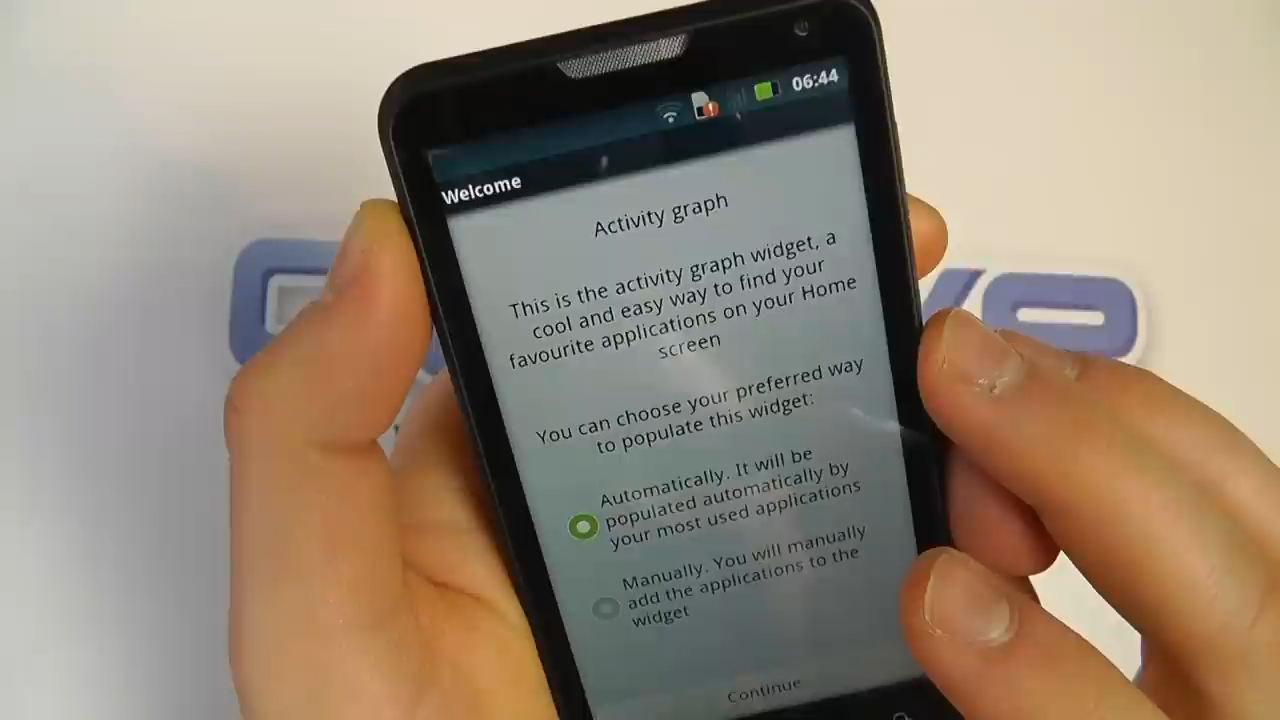 06:44
Welcome
Activity graph
This is the activity graph widget, a
cool and easy way to find your
favourite applications on your Home
screen
You can choose your preferred way
to populate this widget:
Automatically. It will be
populated automatically by
your most used applications
Manually. You will manually
add the applications to the
widget
Continue